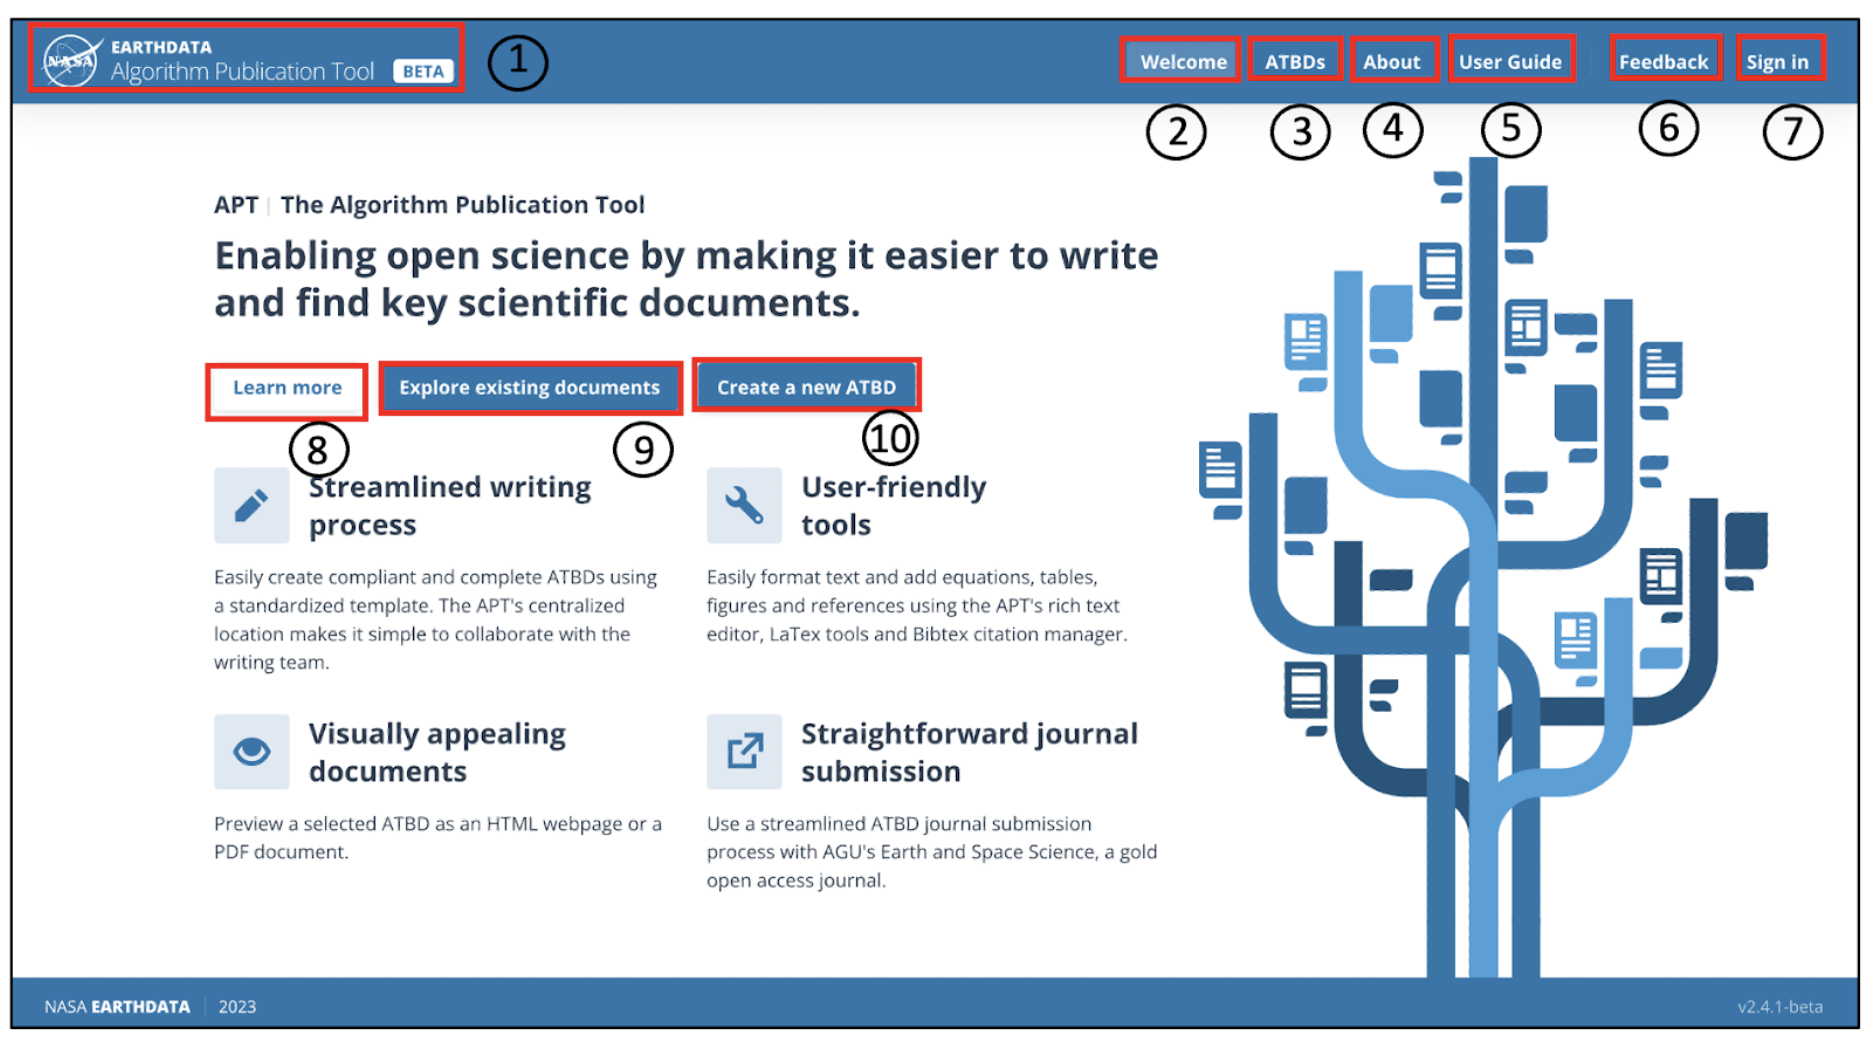 NASA
EARTHDATA
Algorithm Publication Tool BETA
1
Welcome ATBDs About User Guide Feedback Sign in
2 3 4 5 6 7
APT | The Algorithm Publication Tool
Enabling open science by making it easier to write
and find key scientific documents.
Learn more Explore existing documents Create a new ATBD
8 9 10
Streamlined writing
process
Easily create compliant and complete ATBDs using
a standardized template. The APT's centralized
location makes it simple to collaborate with the
writing team.
User-friendly
tools
Easily format text and add equations, tables,
figures and references using the APT's rich text
editor, LaTex tools and Bibtex citation manager.
Visually appealing
documents
Preview a selected ATBD as an HTML webpage or a
PDF document.
Straightforward journal
submission
Use a streamlined ATBD journal submission
process with AGU's Earth and Space Science, a gold
open access journal.
NASA EARTHDATA | 2023
v2.4.1-beta